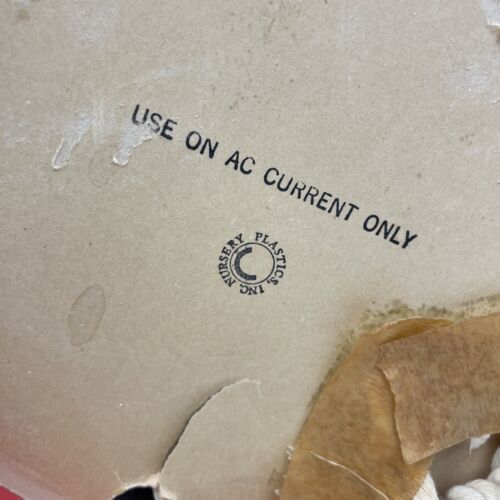 USE ON AC CURRENT ONLY
NURSERY PLASTICS, INC.